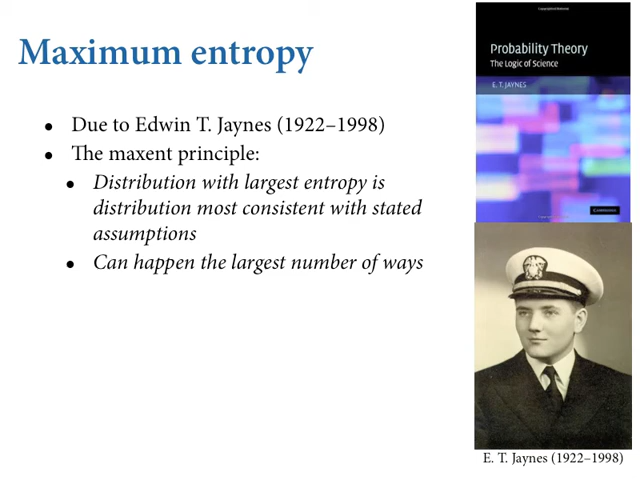 Maximum entropy
• Due to Edwin T. Jaynes (1922–1998)
• The maxent principle:
• Distribution with largest entropy is
distribution most consistent with stated
assumptions
• Can happen the largest number of ways
Probability Theory
The Logic of Science
E. T. JAYNES
E. T. Jaynes (1922–1998)